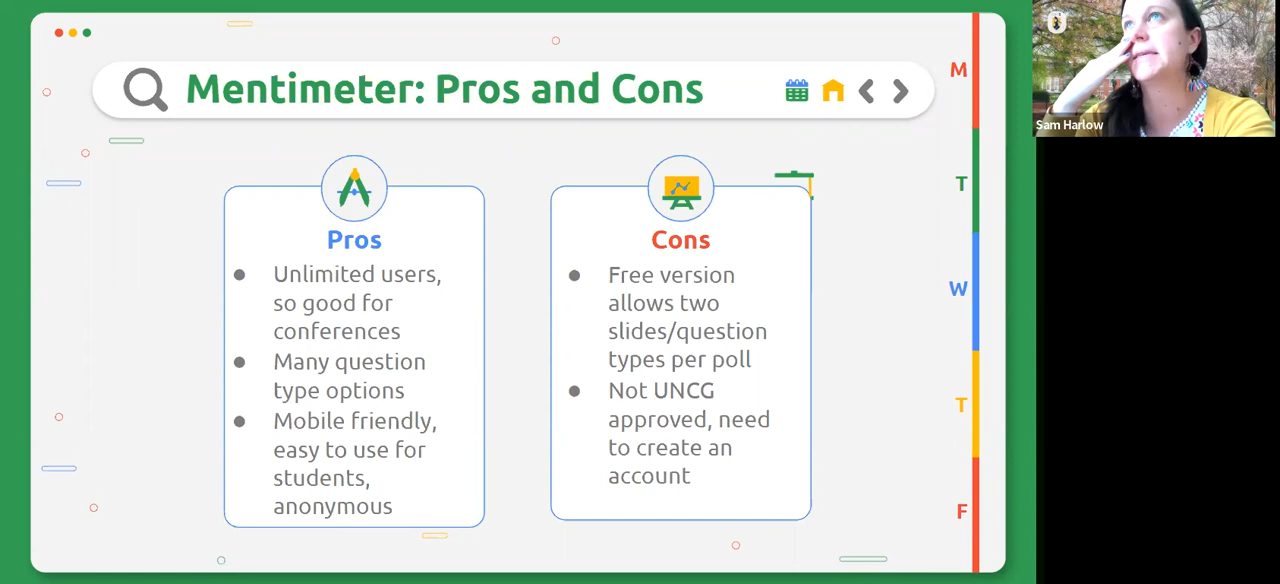 Mentimeter: Pros and Cons
M
T
W
T
F
Pros
● Unlimited users,
so good for
conferences
● Many question
type options
● Mobile friendly,
easy to use for
students,
anonymous
Cons
● Free version
allows two
slides/question
types per poll
● Not UNCG
approved, need
to create an
account
Sam Harlow